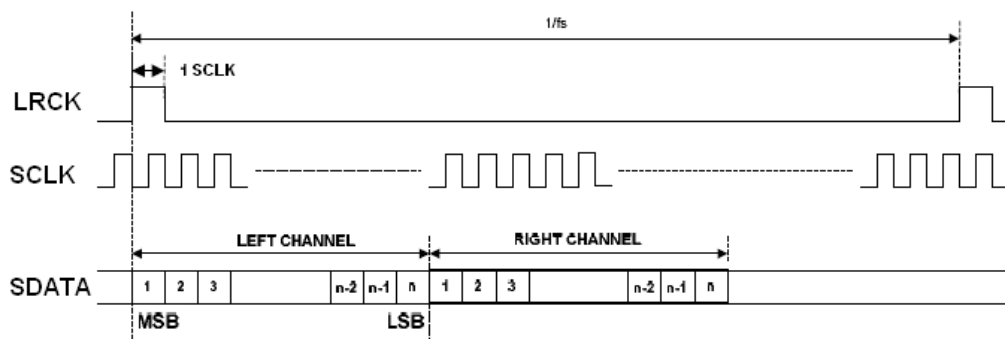 1/fs
1 SCLK
LRCK
SCLK
LEFT CHANNEL RIGHT CHANNEL
SDATA 1 2 3 n-2 n-1 n 1 2 3 n-2 n-1 n
MSB LSB